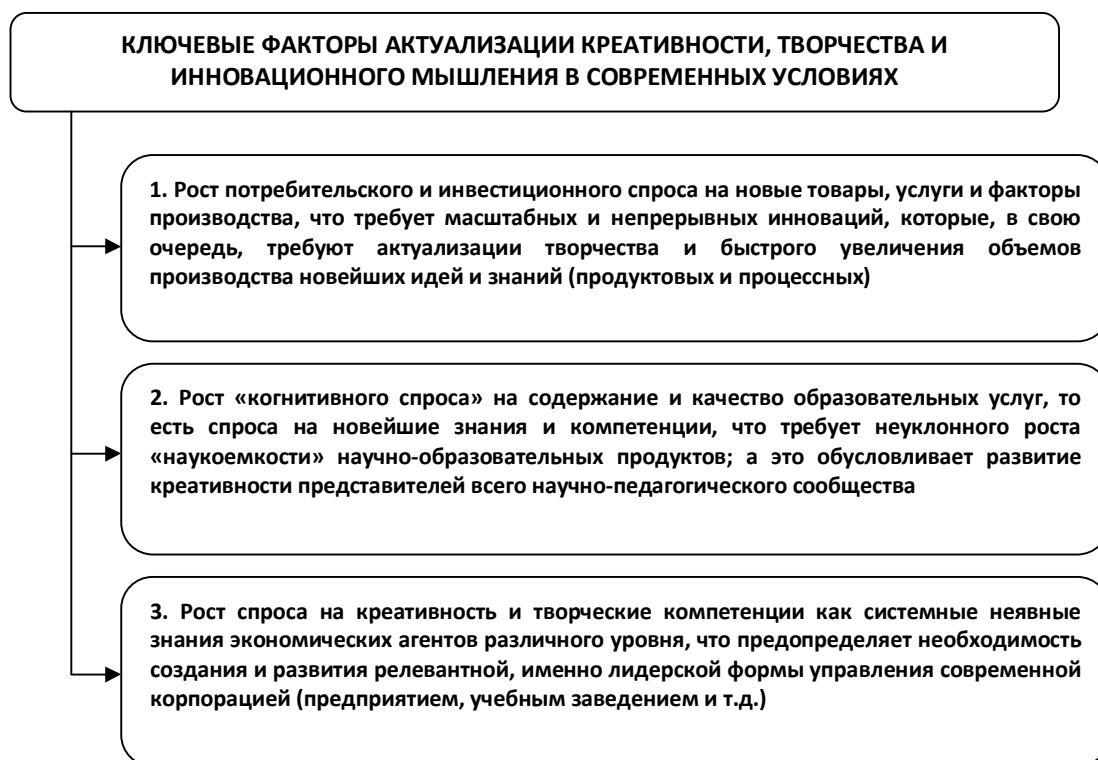 КЛЮЧЕВЫЕ ФАКТОРЫ АКТУАЛИЗАЦИИ КРЕАТИВНОСТИ, ТВОРЧЕСТВА И
ИННОВАЦИОННОГО МЫШЛЕНИЯ В СОВРЕМЕННЫХ УСЛОВИЯХ
1. Рост потребительского и инвестиционного спроса на новые товары, услуги и факторы
производства, что требует масштабных и непрерывных инноваций, которые, в свою
очередь, требуют актуализации творчества и быстрого увеличения объемов
производства новейших идей и знаний (продуктовых и процессных)
2. Рост «когнитивного спроса» на содержание и качество образовательных услуг, то
есть спроса на новейшие знания и компетенции, что требует неуклонного роста
«наукоемкости» научно-образовательных продуктов; а это обусловливает развитие
креативности представителей всего научно-педагогического сообщества
3. Рост спроса на креативность и творческие компетенции как системные неявные
знания экономических агентов различного уровня, что предопределяет необходимость
создания и развития релевантной, именно лидерской формы управления современной
корпорацией (предприятием, учебным заведением и т.д.)